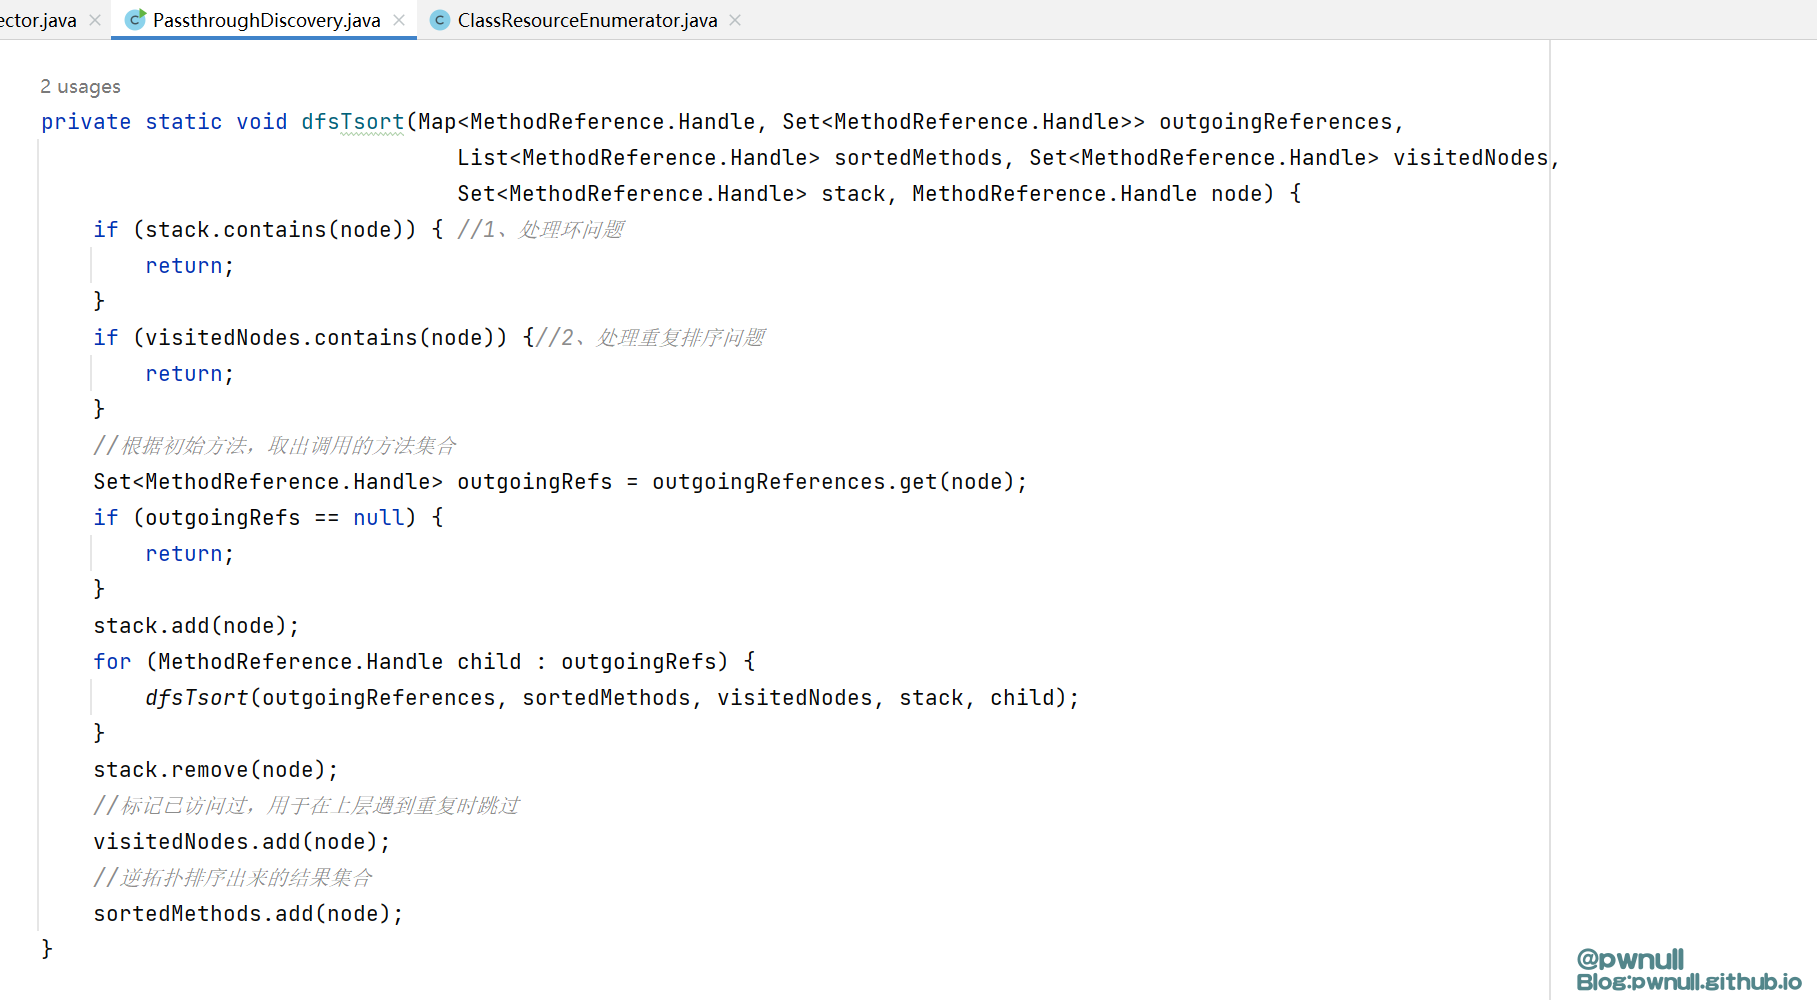 ector.java PassthroughDiscovery.java ClassResourceEnumerator.java
2 usages
private static void dfsTsort(Map<MethodReference.Handle, Set<MethodReference.Handle>> outgoingReferences,
List<MethodReference.Handle> sortedMethods, Set<MethodReference.Handle> visitedNodes,
Set<MethodReference.Handle> stack, MethodReference.Handle node) {
if (stack.contains(node)) { //1、处理环问题
return;
}
if (visitedNodes.contains(node)) {//2、处理重复排序问题
return;
}
//根据初始方法，取出调用的方法集合
Set<MethodReference.Handle> outgoingRefs = outgoingReferences.get(node);
if (outgoingRefs == null) {
return;
}
stack.add(node);
for (MethodReference.Handle child : outgoingRefs) {
dfsTsort(outgoingReferences, sortedMethods, visitedNodes, stack, child);
}
stack.remove(node);
//标记已访问过，用于在上层遇到重复时跳过
visitedNodes.add(node);
//逆拓扑排序出来的结果集合
sortedMethods.add(node);
}
@pwnull
Blog:pwnull.github.io